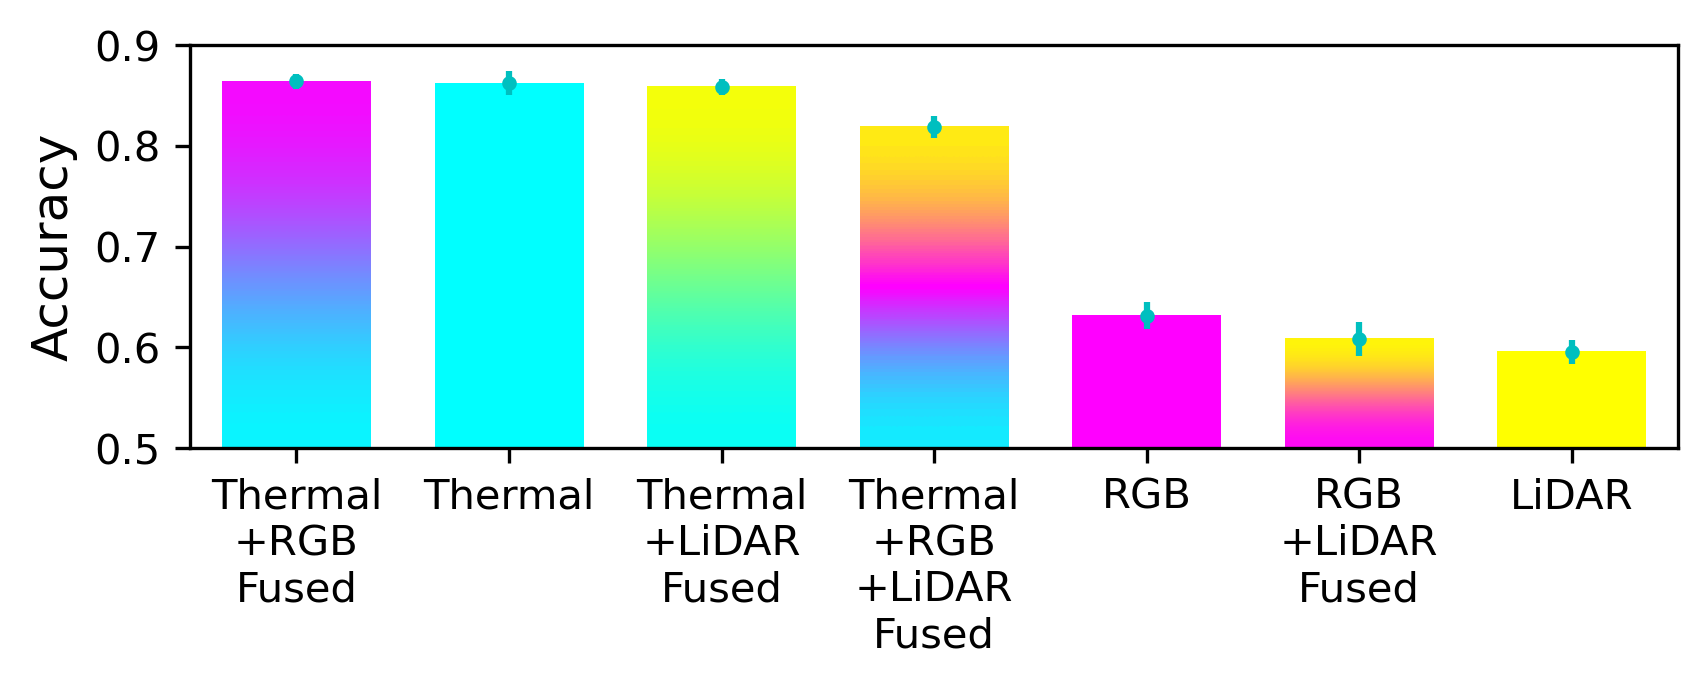 Accuracy
0.9
0.8
0.7
0.6
0.5
Thermal
+RGB
Fused
Thermal
Thermal
+LiDAR
Fused
Thermal
+RGB
+LiDAR
Fused
RGB
RGB
+LiDAR
Fused
LiDAR